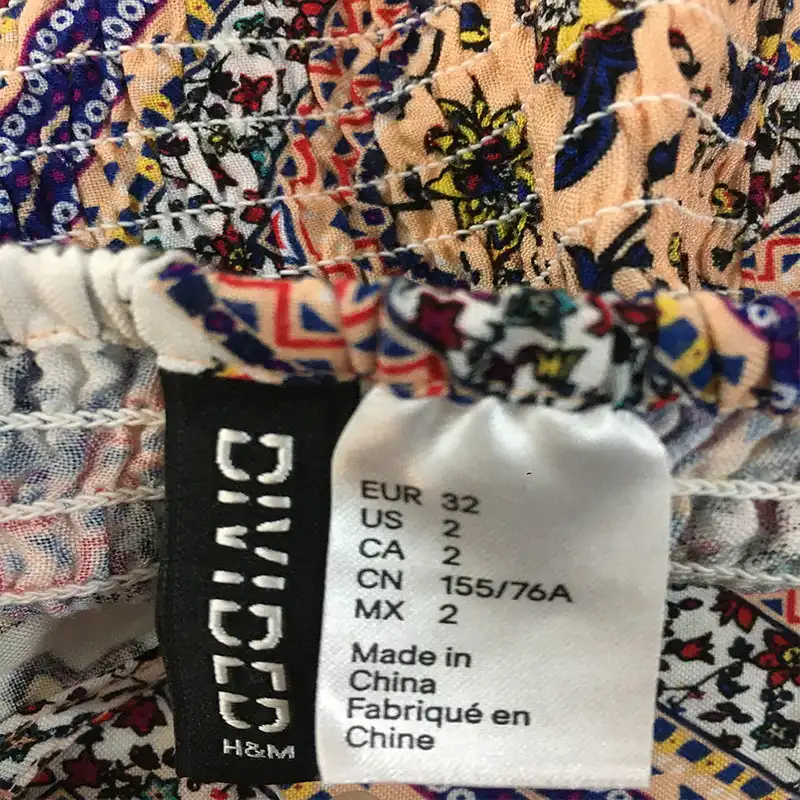 DIVIDED
H&M
EUR 32
US 2
CA 2
CN 155/76A
MX 2
Made in
China
Fabriqué en
Chine